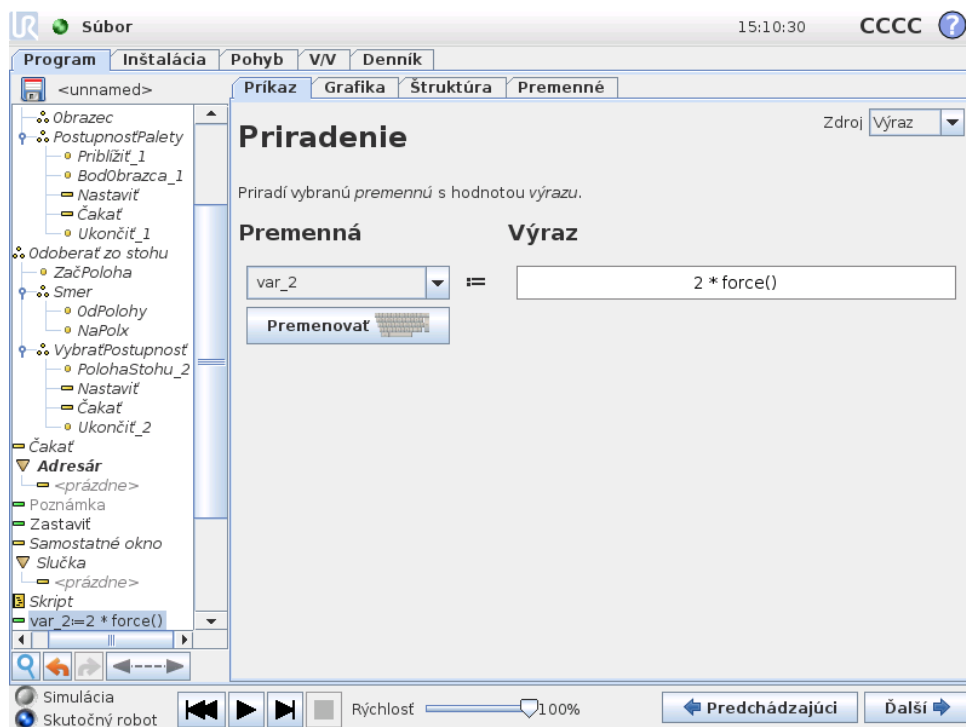 UR Súbor 15:10:30 CCCC ?
Program Inštalácia Pohyb V/V Denník
<unnamed>
Príkaz Grafika Štruktúra Premenné
Obrazec
PostupnosťPalety
Priblížiť_1
BodObrazca_1
Nastaviť
Čakať
Ukončiť_1
Odoberať zo stohu
ZačPoloha
Smer
OdPolohy
NaPolx
VybraťPostupnosť
PolohaStohu_2
Nastaviť
Čakať
Ukončiť_2
Čakať
Adresár
<prázdne>
Poznámka
Zastaviť
Samostatné okno
Slučka
<prázdne>
Skript
var_2:=2 * force()
Zdroj Výraz
Priradenie
Priradí vybranú premennú s hodnotou výrazu.
Premenná Výraz
var_2 := 2 * force()
Premenovať
Simulácia
Skutočný robot
Rýchlosť 100%
Predchádzajúci Ďalší